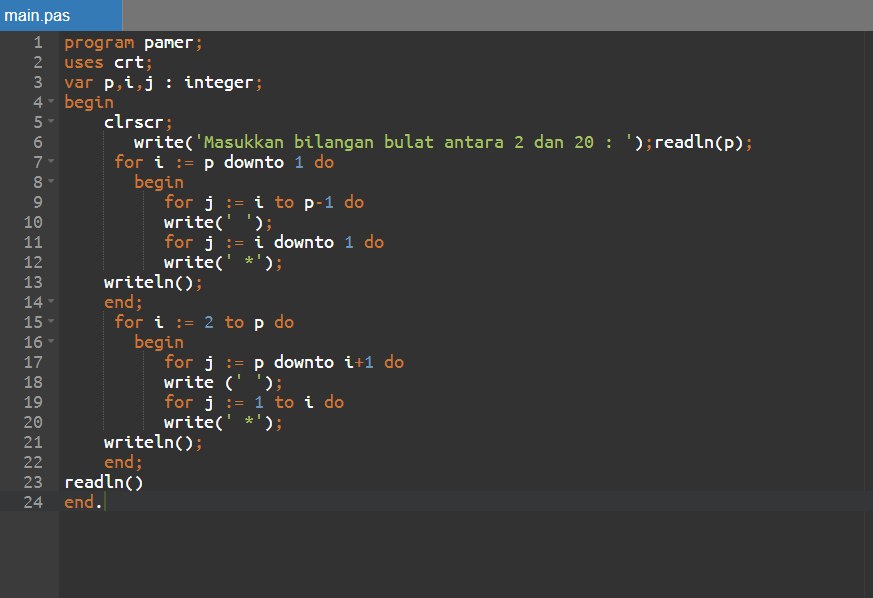 main.pas
1 program pamer;
2 uses crt;
3 var p,i,j : integer;
4 begin
5     clrscr;
6        write('Masukkan bilangan bulat antara 2 dan 20 : ');readln(p);
7      for i := p downto 1 do
8        begin
9           for j := i to p-1 do
10           write(' ');
11           for j := i downto 1 do
12           write(' *');
13     writeln();
14     end;
15      for i := 2 to p do
16        begin
17           for j := p downto i+1 do
18           write (' ');
19           for j := 1 to i do
20           write(' *');
21     writeln();
22     end;
23 readln()
24 end.